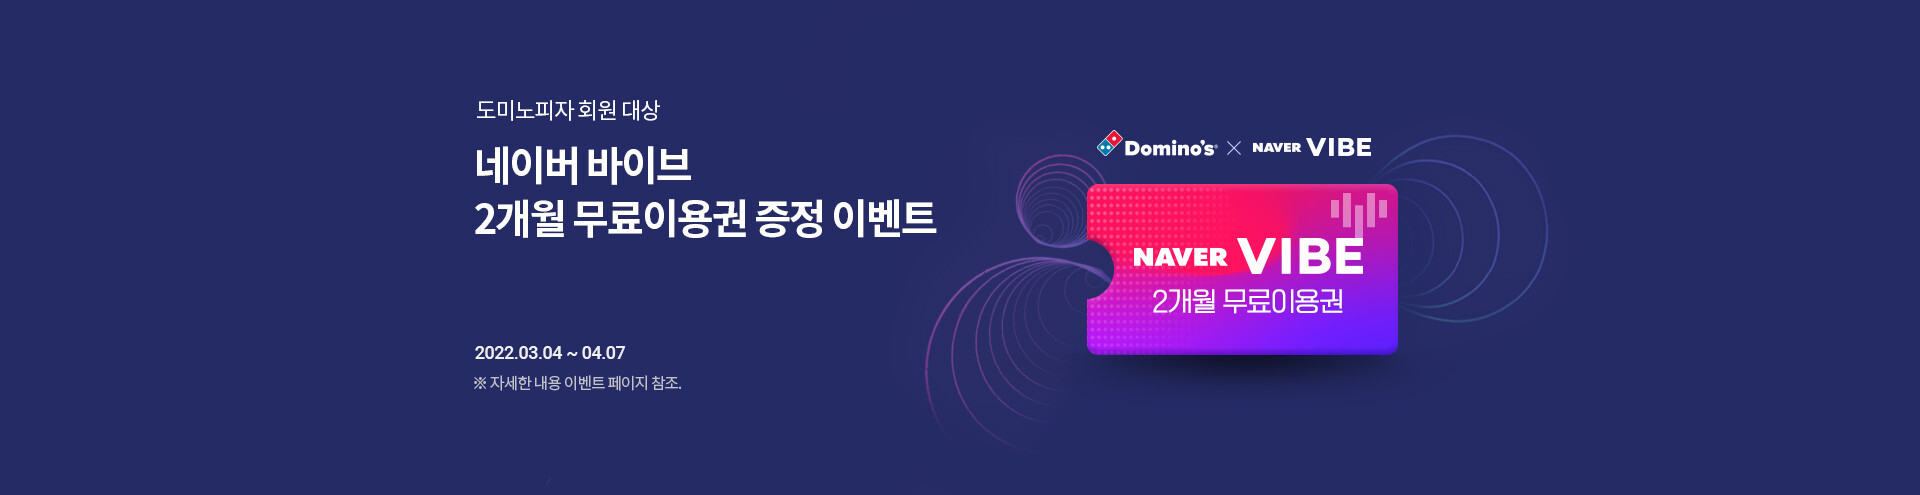 도미노피자 회원 대상
네이버 바이브
2개월 무료이용권 증정 이벤트
2022.03.04 ~ 04.07
※ 자세한 내용 이벤트 페이지 참조.
Domino's × NAVER VIBE
NAVER VIBE
2개월 무료이용권